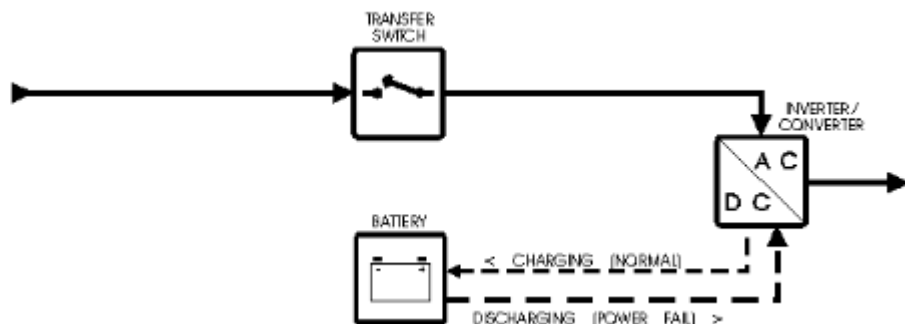 TRANSFER
SWITCH
INVERTER/
CONVERTER
A C
D C
BATTERY
- -
< CHARGING (NORMAL)
DISCHARGING (POWER FAIL) >